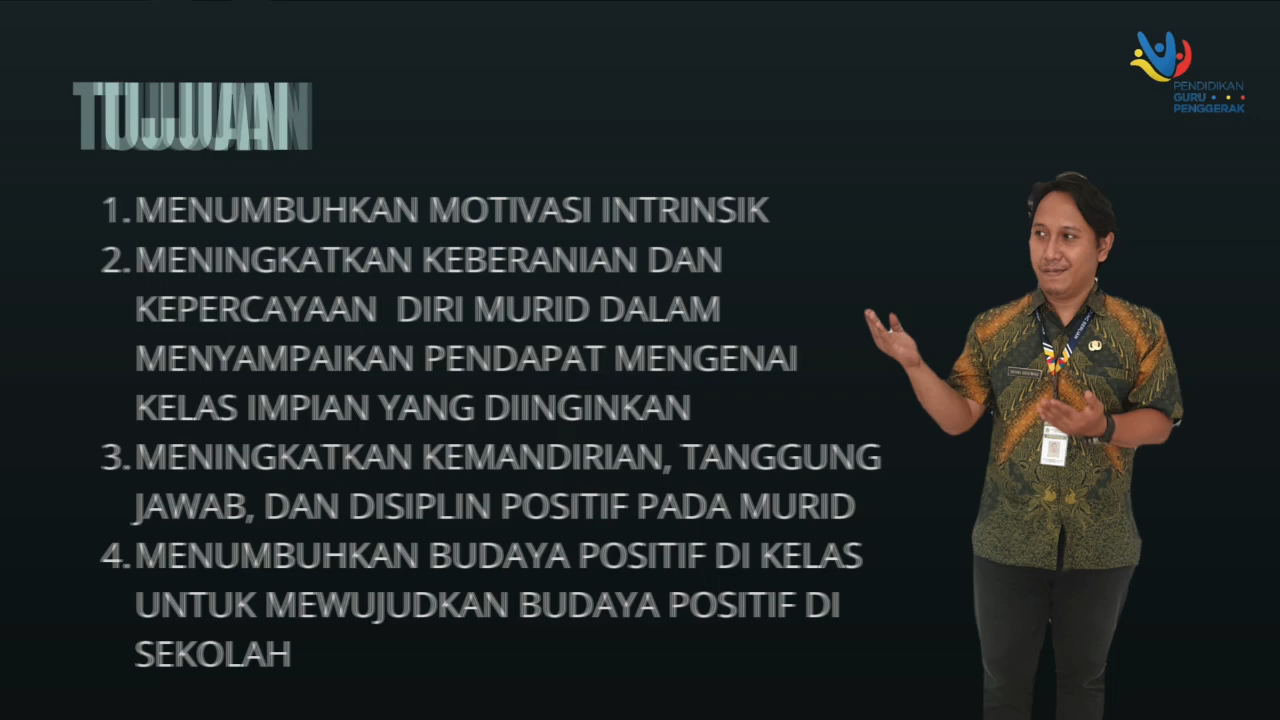 PENDIDIKAN
GURU
PENGGERAK
TUJUAN
1. MENUMBUHKAN MOTIVASI INTRINSIK
2. MENINGKATKAN KEBERANIAN DAN
KEPERCAYAAN DIRI MURID DALAM
MENYAMPAIKAN PENDAPAT MENGENAI
KELAS IMPIAN YANG DIINGINKAN
3. MENINGKATKAN KEMANDIRIAN, TANGGUNG
JAWAB, DAN DISIPLIN POSITIF PADA MURID
4. MENUMBUHKAN BUDAYA POSITIF DI KELAS
UNTUK MEWUJUDKAN BUDAYA POSITIF DI
SEKOLAH